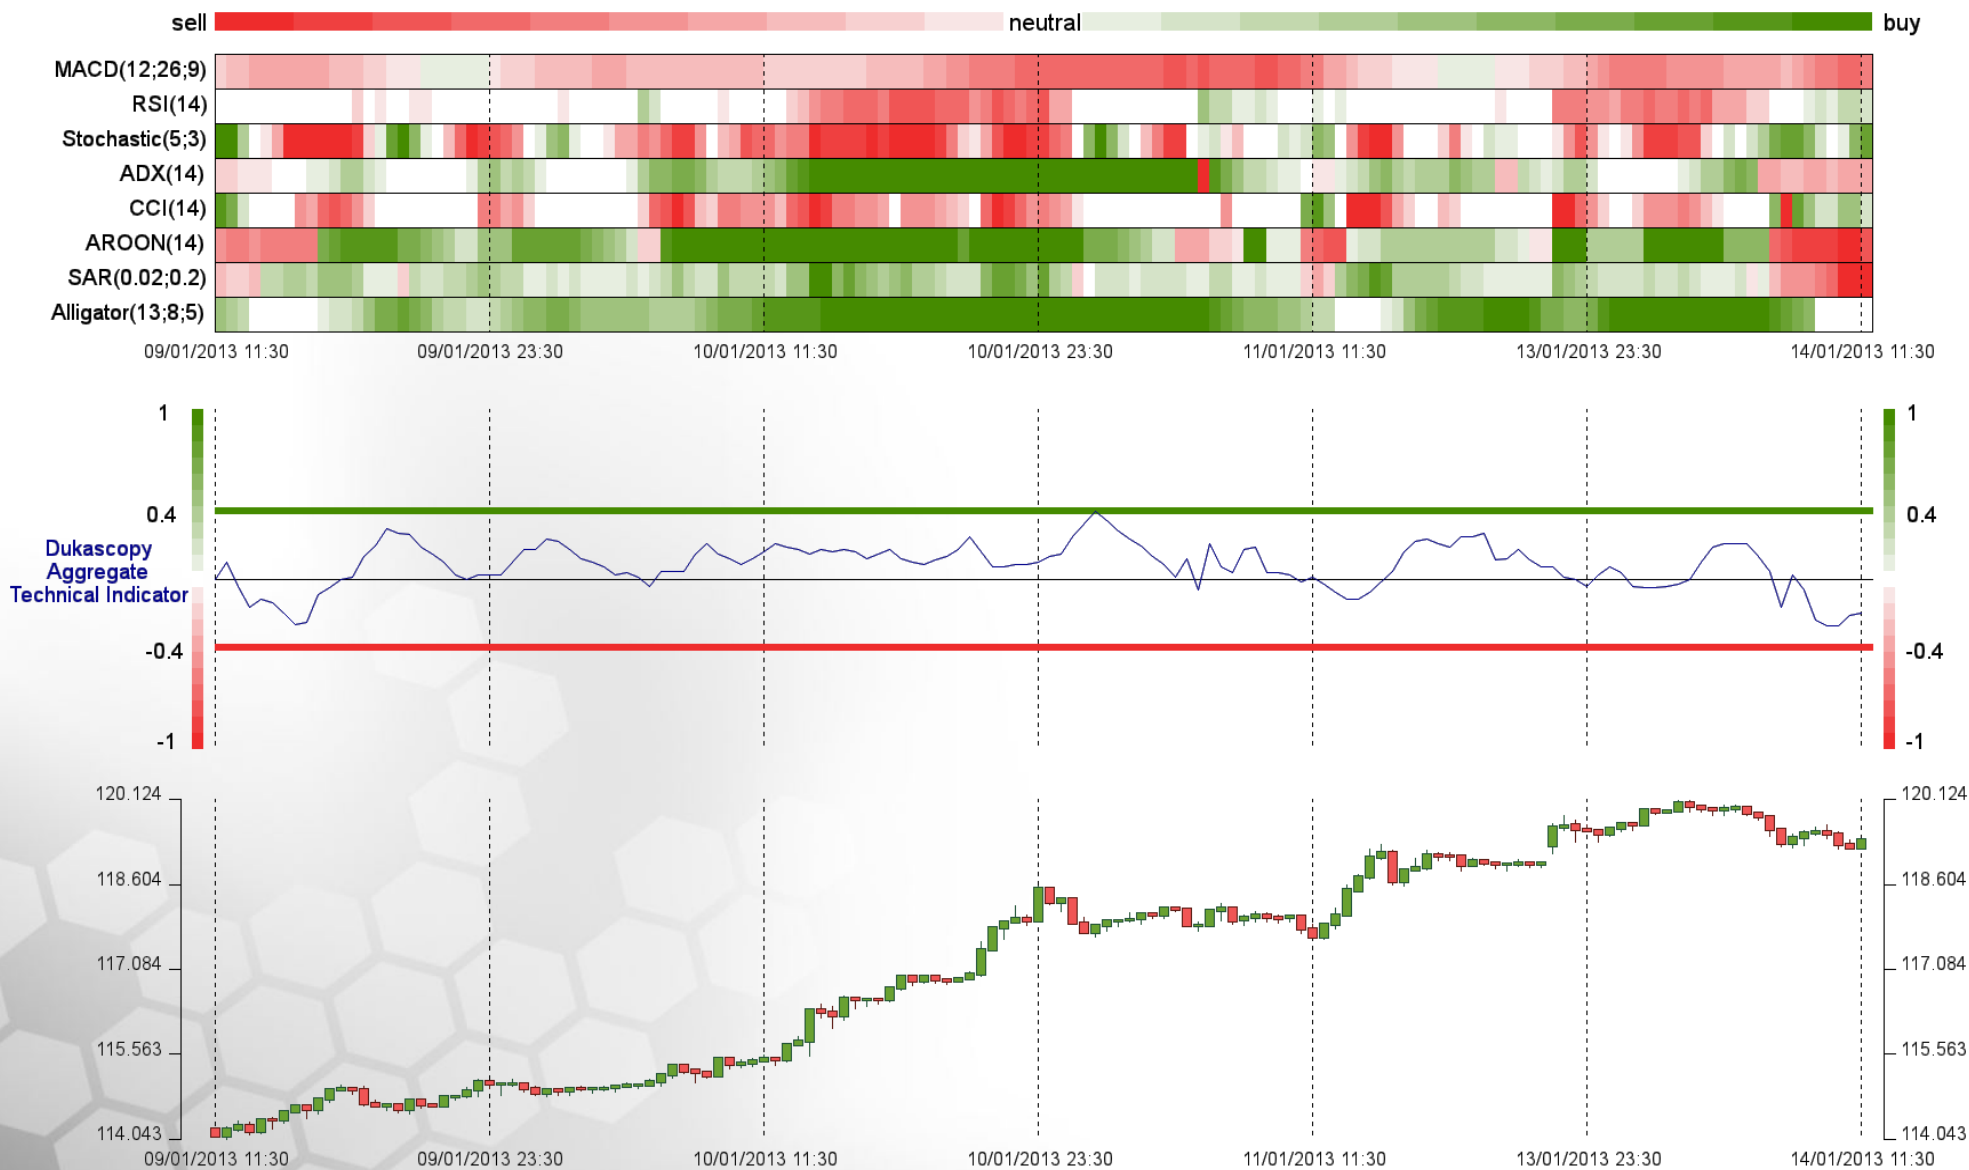 sell neutral buy
MACD(12;26;9)
RSI(14)
Stochastic(5;3)
ADX(14)
CCI(14)
AROON(14)
SAR(0.02;0.2)
Alligator(13;8;5)
09/01/2013 11:30 09/01/2013 23:30 10/01/2013 11:30 10/01/2013 23:30 11/01/2013 11:30 13/01/2013 23:30 14/01/2013 11:30
1 1
0.4 0.4
Dukascopy
Aggregate
Technical Indicator
-0.4 -0.4
-1 -1
120.124 120.124
118.604 118.604
117.084 117.084
115.563 115.563
114.043 114.043
09/01/2013 11:30 09/01/2013 23:30 10/01/2013 11:30 10/01/2013 23:30 11/01/2013 11:30 13/01/2013 23:30 14/01/2013 11:30